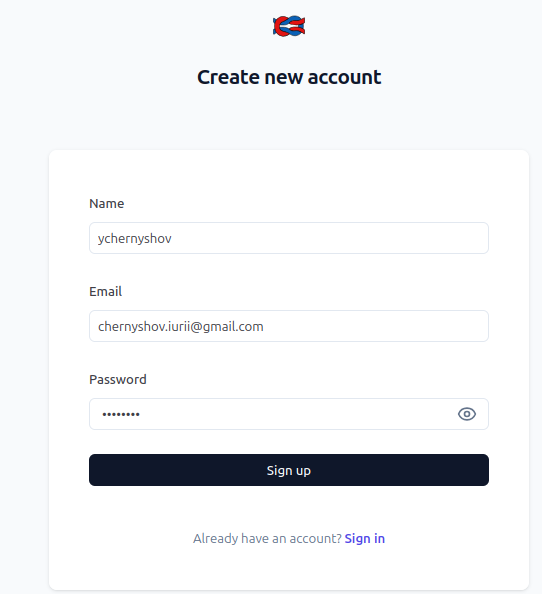 Create new account
Name
ychernyshov
Email
chernyshov.iurii@gmail.com
Password
••••••••
Sign up
Already have an account? Sign in